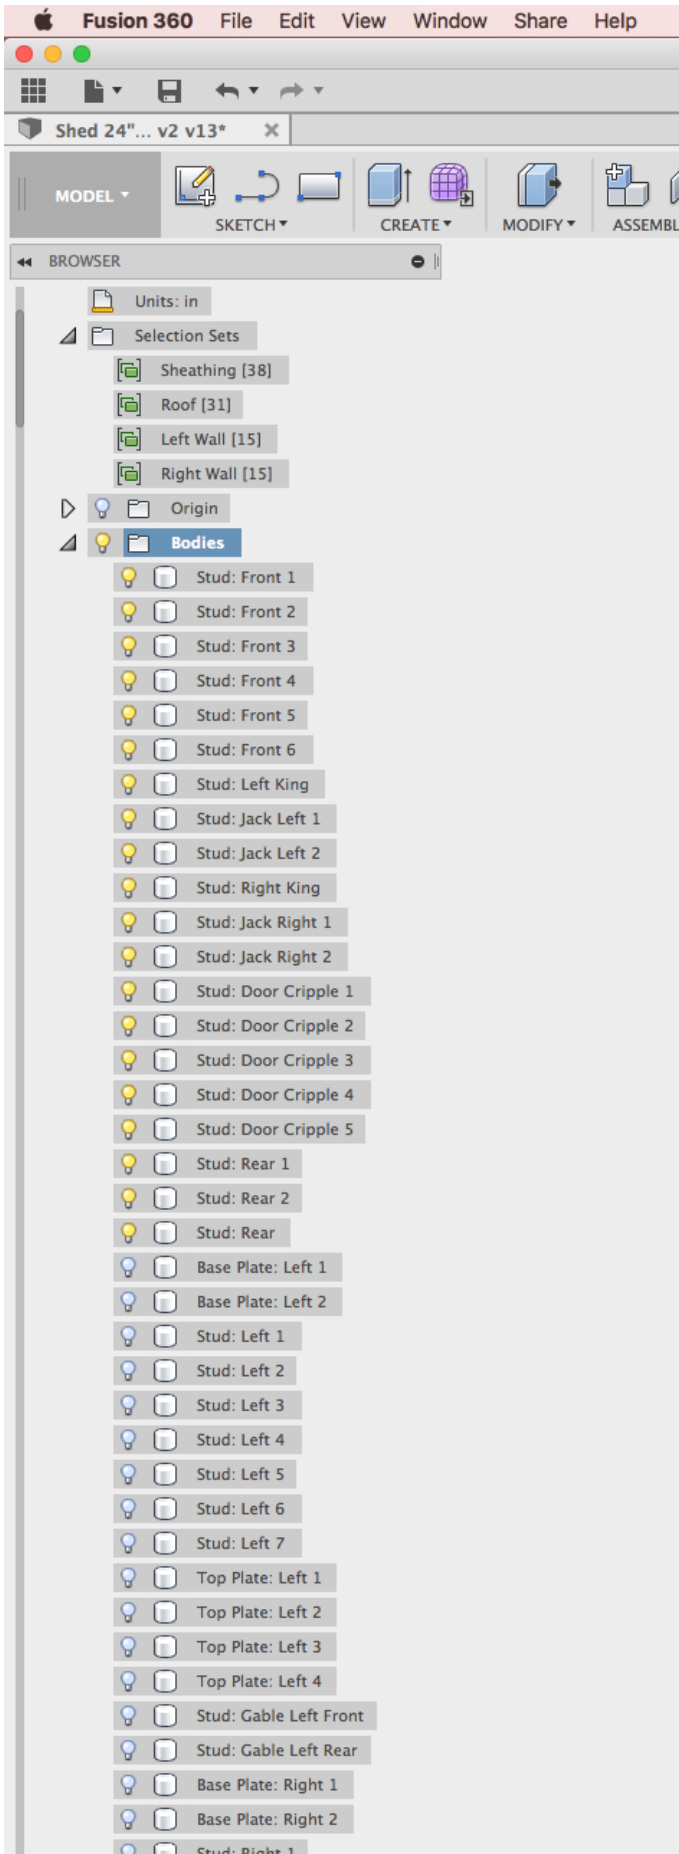 Fusion 360 File Edit View Window Share Help
Shed 24"... v2 v13*
MODEL
SKETCH CREATE MODIFY ASSEMBL
BROWSER
Units: in
Selection Sets
Sheathing [38]
Roof [31]
Left Wall [15]
Right Wall [15]
Origin
Bodies
Stud: Front 1
Stud: Front 2
Stud: Front 3
Stud: Front 4
Stud: Front 5
Stud: Front 6
Stud: Left King
Stud: Jack Left 1
Stud: Jack Left 2
Stud: Right King
Stud: Jack Right 1
Stud: Jack Right 2
Stud: Door Cripple 1
Stud: Door Cripple 2
Stud: Door Cripple 3
Stud: Door Cripple 4
Stud: Door Cripple 5
Stud: Rear 1
Stud: Rear 2
Stud: Rear
Base Plate: Left 1
Base Plate: Left 2
Stud: Left 1
Stud: Left 2
Stud: Left 3
Stud: Left 4
Stud: Left 5
Stud: Left 6
Stud: Left 7
Top Plate: Left 1
Top Plate: Left 2
Top Plate: Left 3
Top Plate: Left 4
Stud: Gable Left Front
Stud: Gable Left Rear
Base Plate: Right 1
Base Plate: Right 2
Stud: Right 1